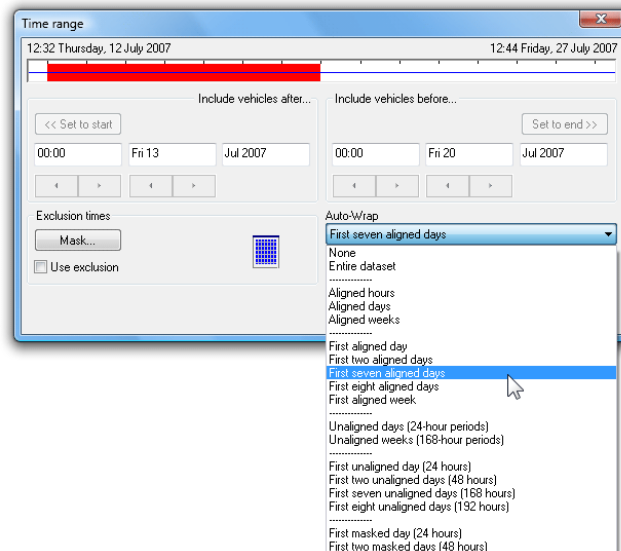 Time range
12:32 Thursday, 12 July 2007
12:44 Friday, 27 July 2007
Include vehicles after...
<< Set to start
00:00
Fri 13
Jul 2007
Include vehicles before...
Set to end >>
00:00
Fri 20
Jul 2007
Exclusion times
Mask...
Use exclusion
Auto-Wrap
First seven aligned days
None
Entire dataset
--------------
Aligned hours
Aligned days
Aligned weeks
--------------
First aligned day
First two aligned days
First seven aligned days
First eight aligned days
First aligned week
--------------
Unaligned days (24-hour periods)
Unaligned weeks (168-hour periods)
--------------
First unaligned day (24 hours)
First two unaligned days (48 hours)
First seven unaligned days (168 hours)
First eight unaligned days (192 hours)
--------------
First masked day (24 hours)
First two masked days (48 hours)